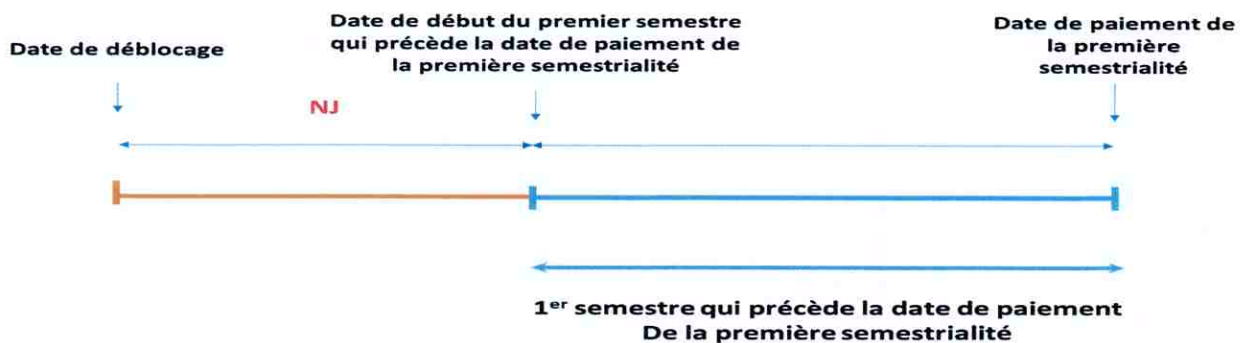 Date de déblocage
Date de début du premier semestre
qui précède la date de paiement de
la première semestrialité
Date de paiement de
la première
semestrialité
NJ
1er semestre qui précède la date de paiement
De la première semestrialité